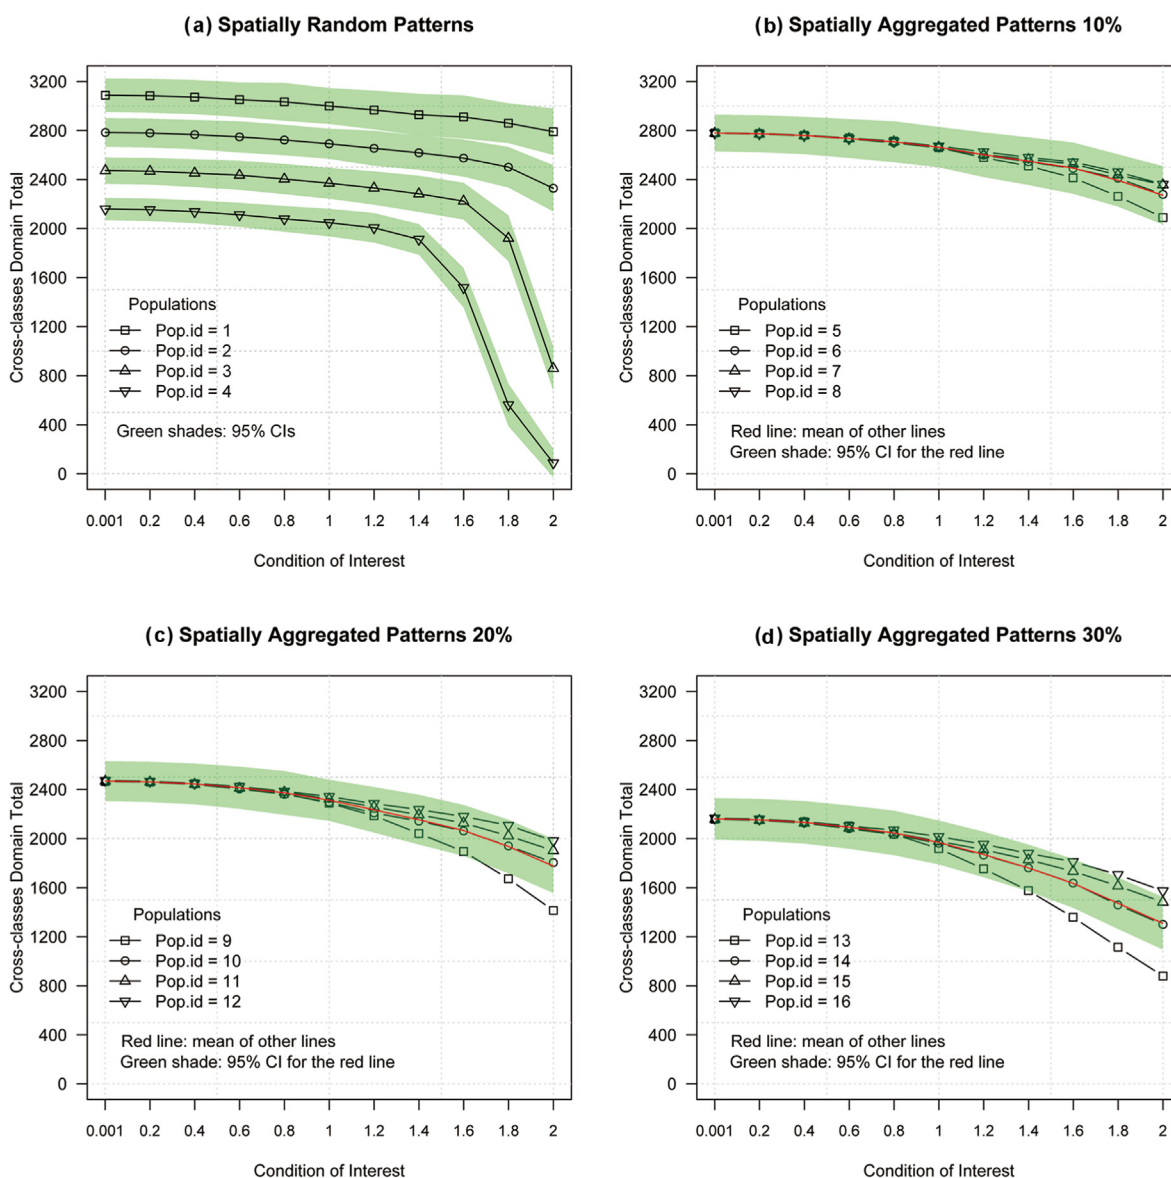 (a) Spatially Random Patterns
Cross-classes Domain Total
3200
2800
2400
2000
1600
1200
800
400
0
Populations
Pop.id = 1
Pop.id = 2
Pop.id = 3
Pop.id = 4
Green shades: 95% CIs
0.001 0.2 0.4 0.6 0.8 1 1.2 1.4 1.6 1.8 2
Condition of Interest
(b) Spatially Aggregated Patterns 10%
Cross-classes Domain Total
3200
2800
2400
2000
1600
1200
800
400
0
Populations
Pop.id = 5
Pop.id = 6
Pop.id = 7
Pop.id = 8
Red line: mean of other lines
Green shade: 95% CI for the red line
0.001 0.2 0.4 0.6 0.8 1 1.2 1.4 1.6 1.8 2
Condition of Interest
(c) Spatially Aggregated Patterns 20%
Cross-classes Domain Total
3200
2800
2400
2000
1600
1200
800
400
0
Populations
Pop.id = 9
Pop.id = 10
Pop.id = 11
Pop.id = 12
Red line: mean of other lines
Green shade: 95% CI for the red line
0.001 0.2 0.4 0.6 0.8 1 1.2 1.4 1.6 1.8 2
Condition of Interest
(d) Spatially Aggregated Patterns 30%
Cross-classes Domain Total
3200
2800
2400
2000
1600
1200
800
400
0
Populations
Pop.id = 13
Pop.id = 14
Pop.id = 15
Pop.id = 16
Red line: mean of other lines
Green shade: 95% CI for the red line
0.001 0.2 0.4 0.6 0.8 1 1.2 1.4 1.6 1.8 2
Condition of Interest